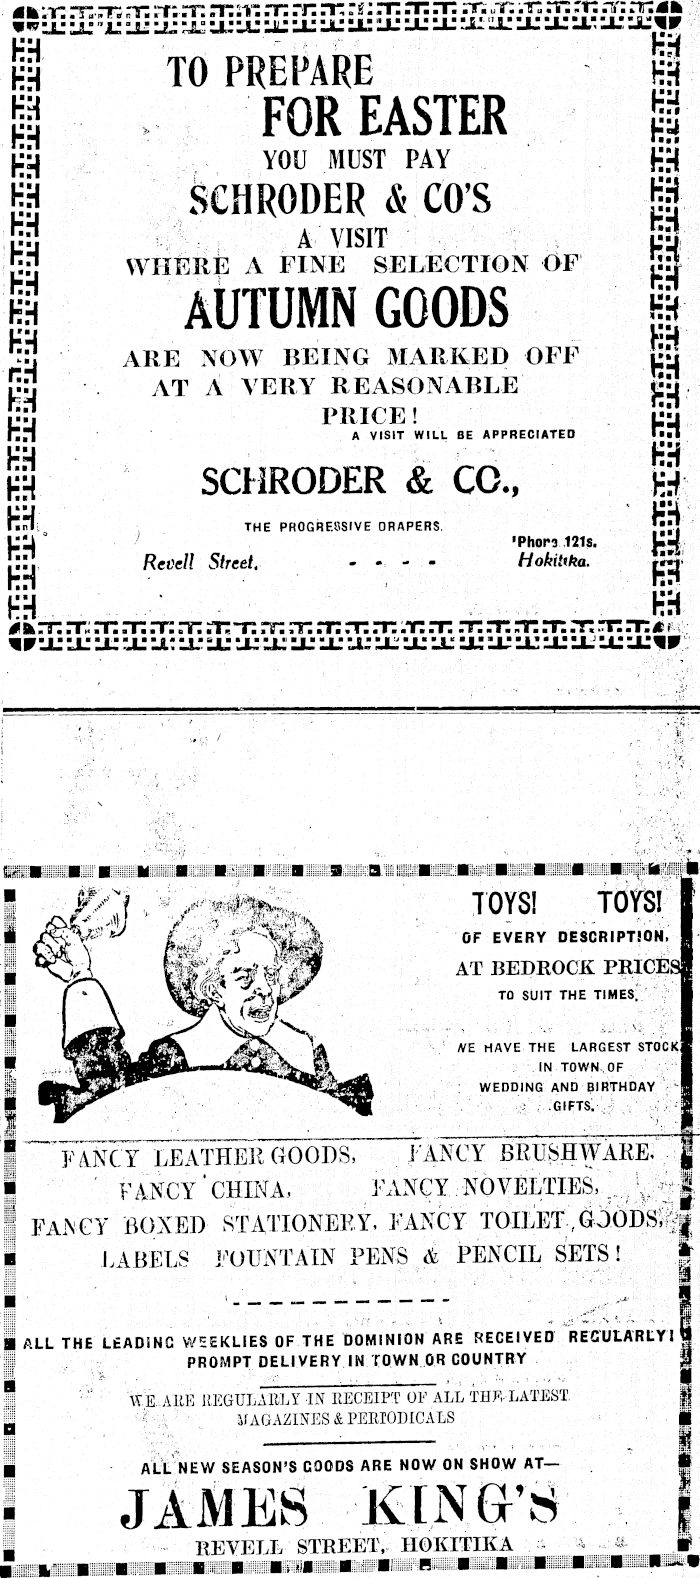 TO PREPARE
FOR EASTER
YOU MUST PAY
SCHRODER & CO'S
A VISIT
WHERE A FINE SELECTION OF
AUTUMN GOODS
ARE NOW BEING MARKED OFF
AT A VERY REASONABLE
PRICE!
A VISIT WILL BE APPRECIATED
SCHRODER & CO.,
THE PROGRESSIVE DRAPERS.
'Phone 121s.
Revell Street. - - - - Hokitika.
TOYS! TOYS!
OF EVERY DESCRIPTION,
AT BEDROCK PRICES
TO SUIT THE TIMES.
WE HAVE THE LARGEST STOCK
IN TOWN OF
WEDDING AND BIRTHDAY
GIFTS.
FANCY LEATHER GOODS, FANCY BRUSHWARE,
FANCY CHINA, FANCY NOVELTIES,
FANCY BOXED STATIONERY, FANCY TOILET GOODS,
LABELS FOUNTAIN PENS & PENCIL SETS!
ALL THE LEADING WEEKLIES OF THE DOMINION ARE RECEIVED REGULARLY!
PROMPT DELIVERY IN TOWN OR COUNTRY
WE ARE REGULARLY IN RECEIPT OF ALL THE LATEST
MAGAZINES & PERIODICALS
ALL NEW SEASON'S GOODS ARE NOW ON SHOW AT—
JAMES KING'S
REVELL STREET, HOKITIKA